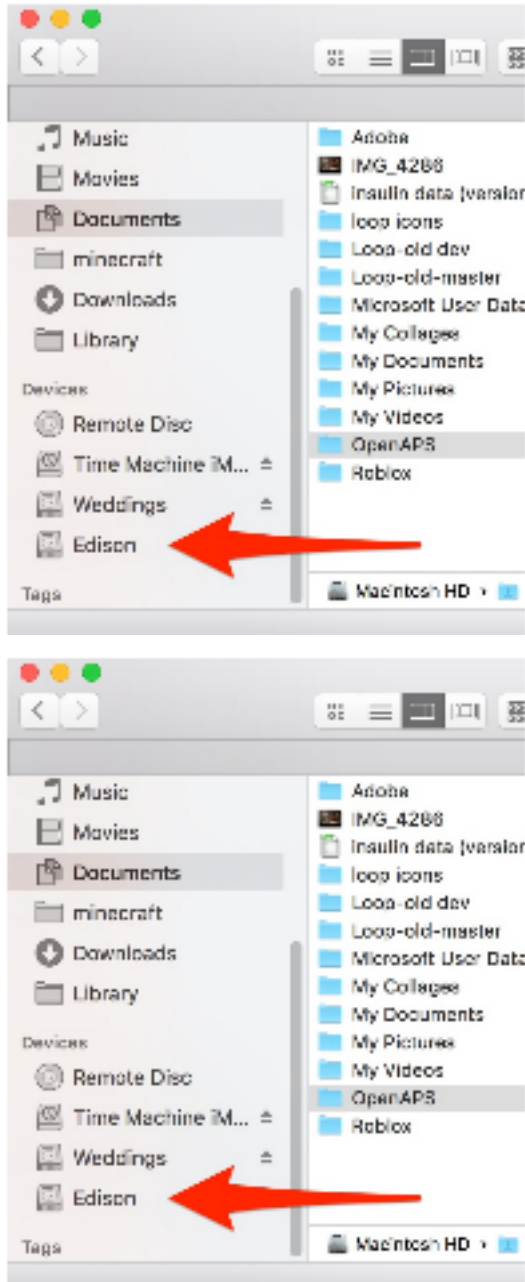 Music
Movies
Documents
minecraft
Downloads
Library
Devices
Remote Disc
Time Machine iM...
Weddings
Edison
Tags
Adobe
IMG_4286
insulin data (version
loop icons
Loop-old dev
Loop-old-master
Microsoft User Data
My Collages
My Documents
My Pictures
My Videos
OpenAPS
Roblox
Macintosh HD
Music
Movies
Documents
minecraft
Downloads
Library
Devices
Remote Disc
Time Machine iM...
Weddings
Edison
Tags
Adobe
IMG_4286
insulin data (version
loop icons
Loop-old dev
Loop-old-master
Microsoft User Data
My Collages
My Documents
My Pictures
My Videos
OpenAPS
Roblox
Macintosh HD